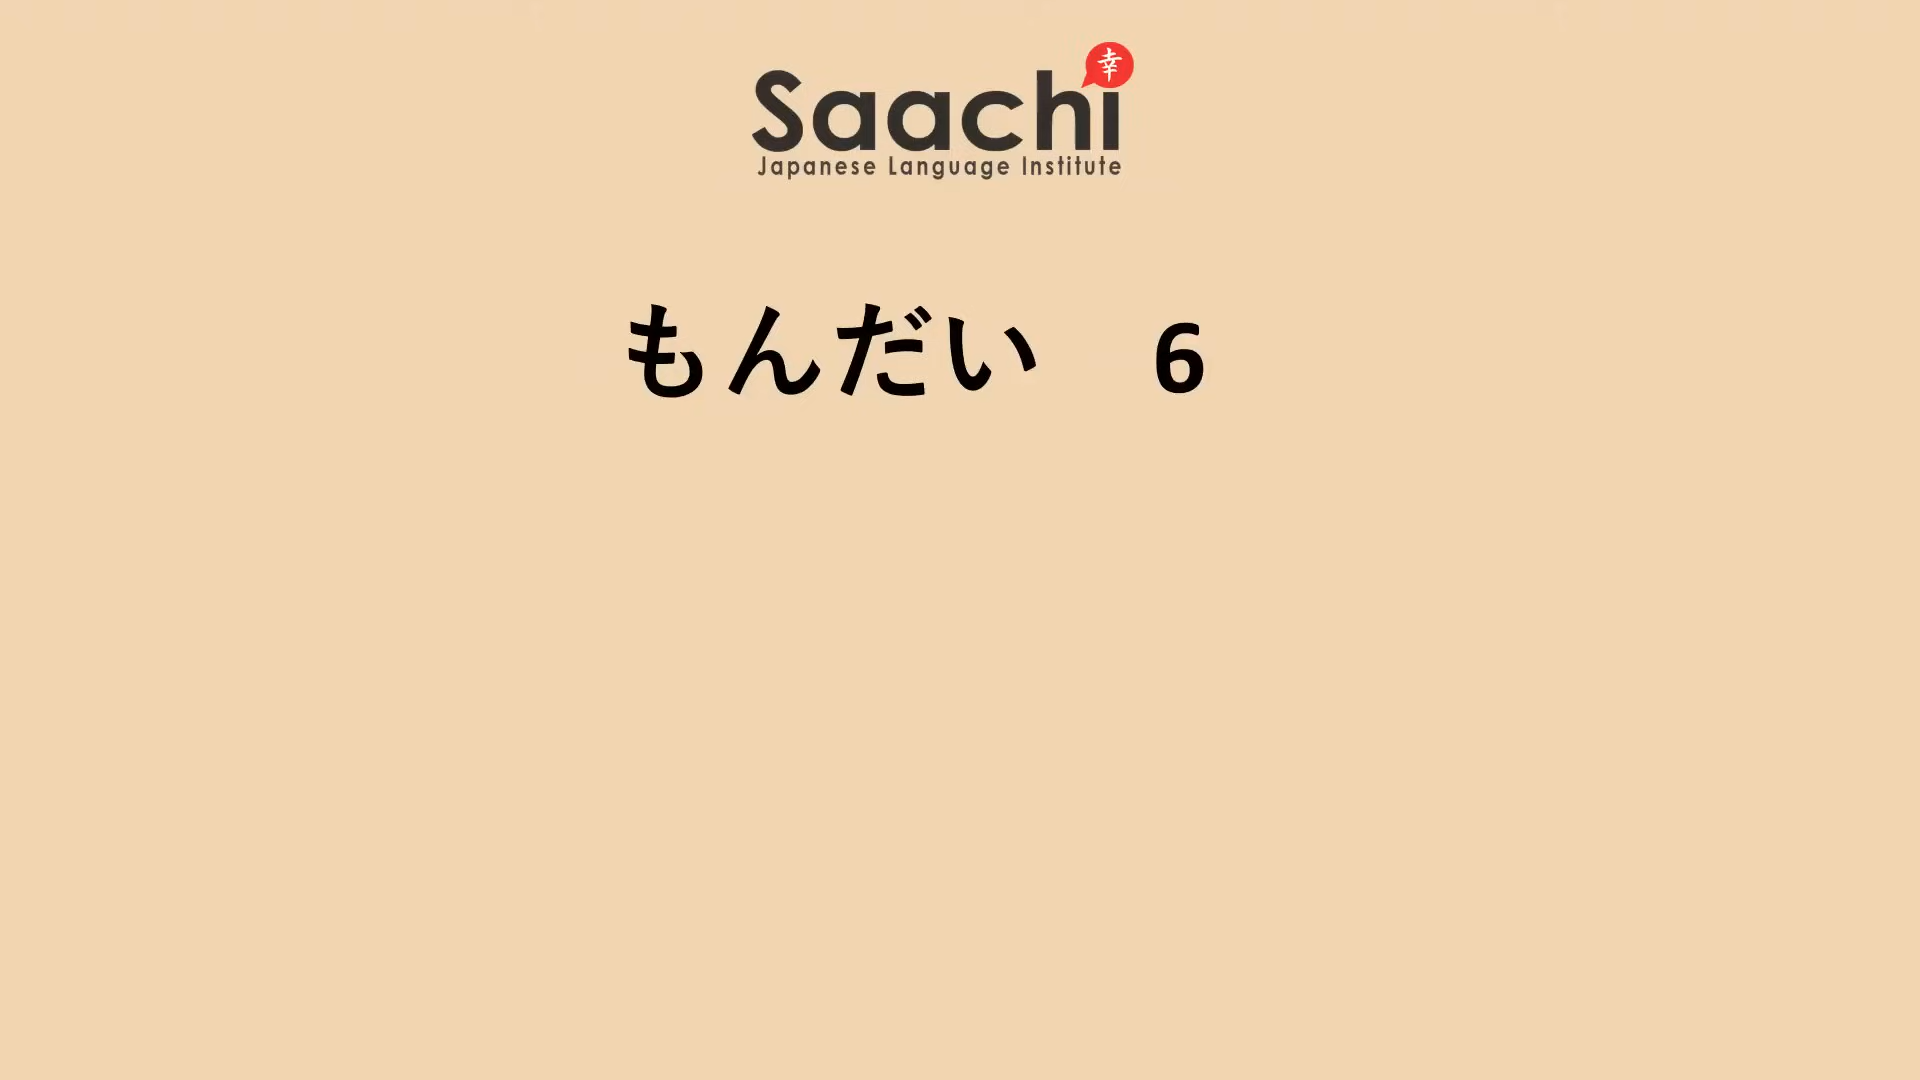 幸
Saachi
Japanese Language Institute
もんだい　6